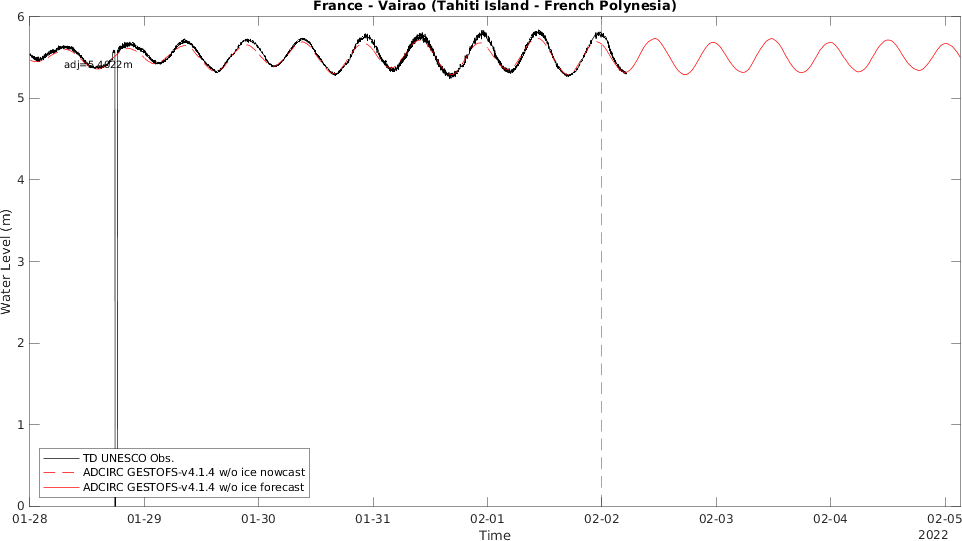 France - Vairao (Tahiti Island - French Polynesia)
6
5
4
3
2
1
0
Water Level (m)
adj=5.4022m
TD UNESCO Obs.
ADCIRC GESTOFS-v4.1.4 w/o ice nowcast
ADCIRC GESTOFS-v4.1.4 w/o ice forecast
01-28 01-29 01-30 01-31 02-01 02-02 02-03 02-04 02-05
Time
2022